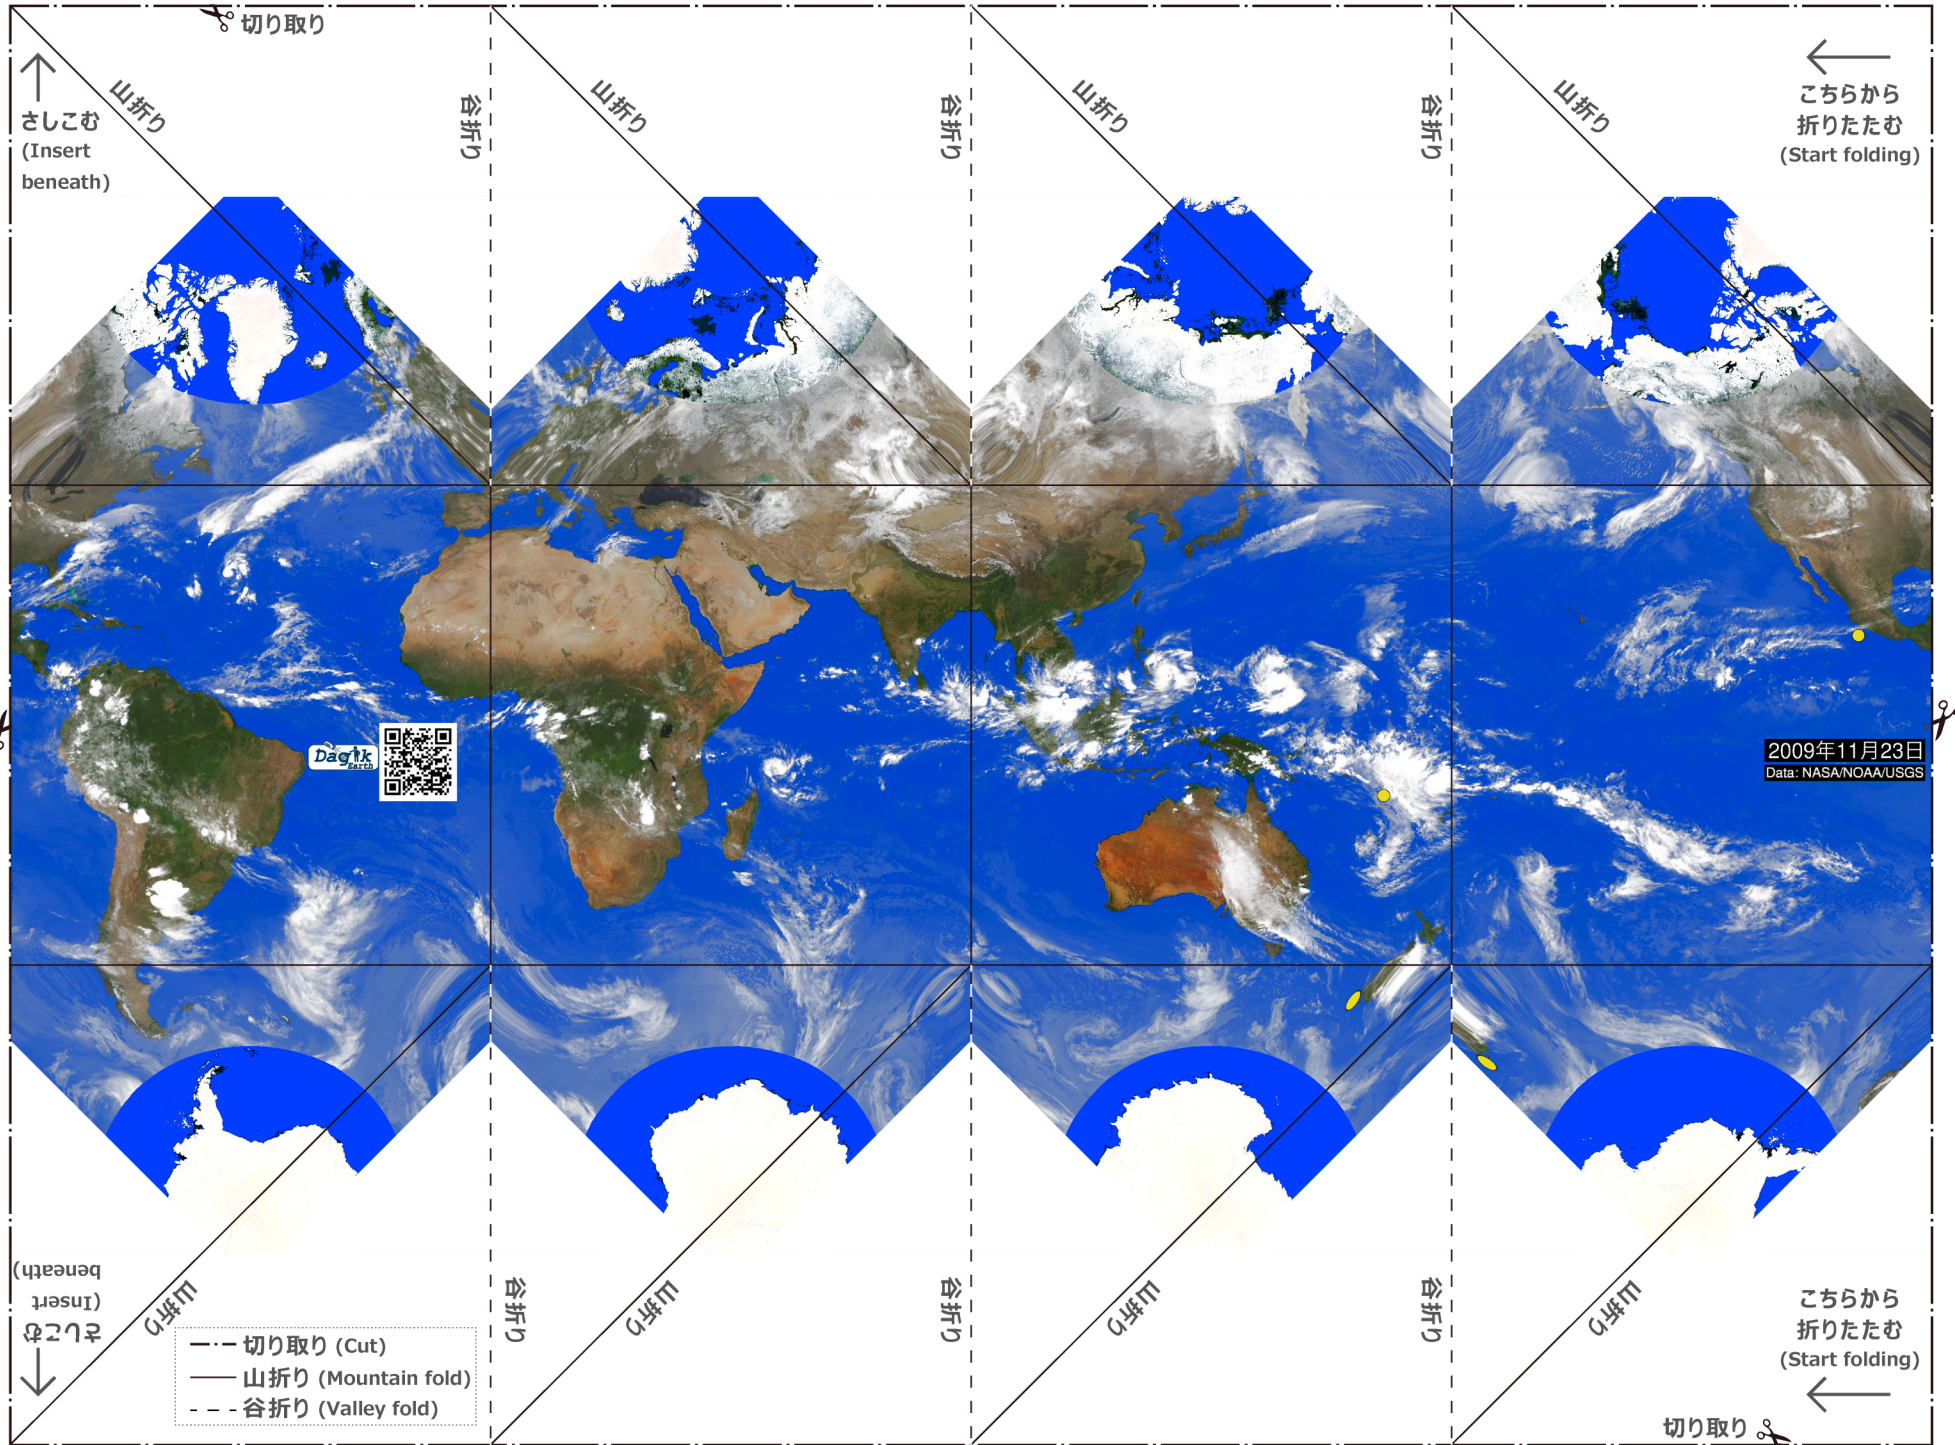 切り取り
山折り
谷折り
山折り
谷折り
山折り
谷折り
山折り
さしこむ
(Insert
beneath)
こちらから
折りたたむ
(Start folding)
Dagik
Earth
2009年11月23日
Data: NASA/NOAA/USGS
さしこむ
(Insert
beneath)
山折り
谷折り
山折り
谷折り
山折り
谷折り
山折り
こちらから
折りたたむ
(Start folding)
切り取り (Cut)
山折り (Mountain fold)
谷折り (Valley fold)
切り取り